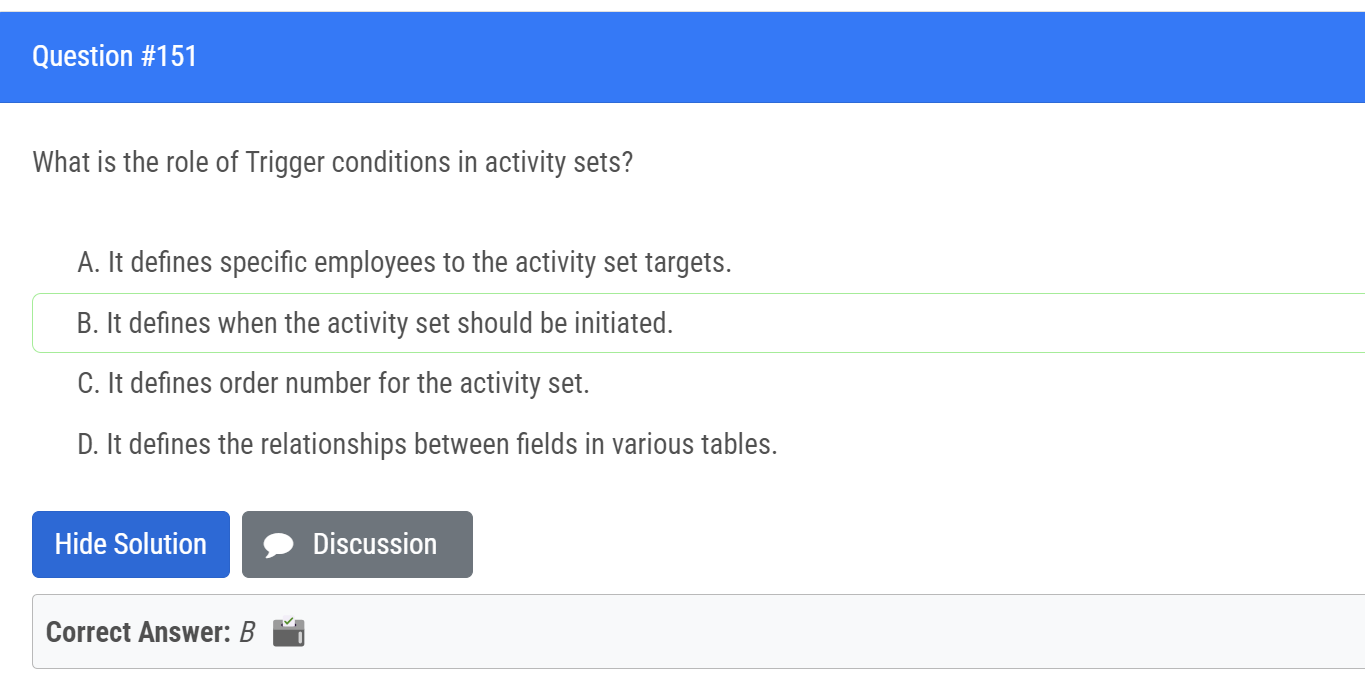 Question #151
What is the role of Trigger conditions in activity sets?
A. It defines specific employees to the activity set targets.
B. It defines when the activity set should be initiated.
C. It defines order number for the activity set.
D. It defines the relationships between fields in various tables.
Hide Solution Discussion
Correct Answer: B